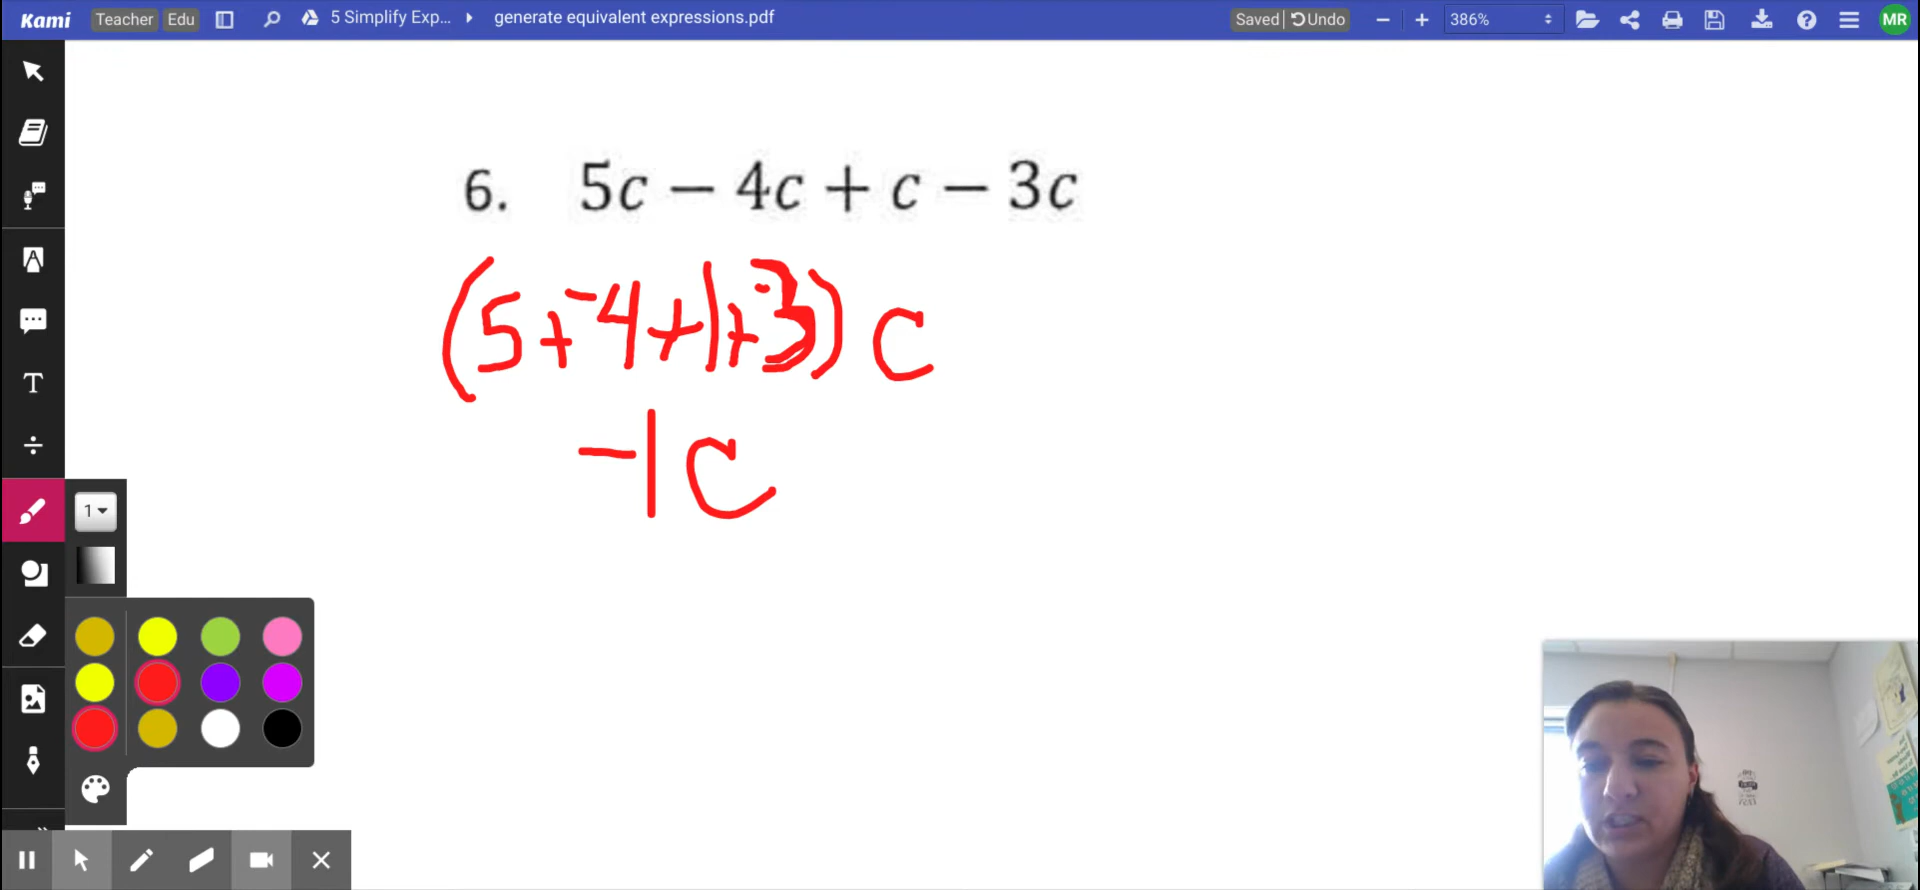 Kami Teacher Edu 5 Simplify Exp... generate equivalent expressions.pdf Saved Undo 386% MR
6. 5c − 4c + c − 3c
(5+⁻4+1+⁻3) c
−1c
T
1